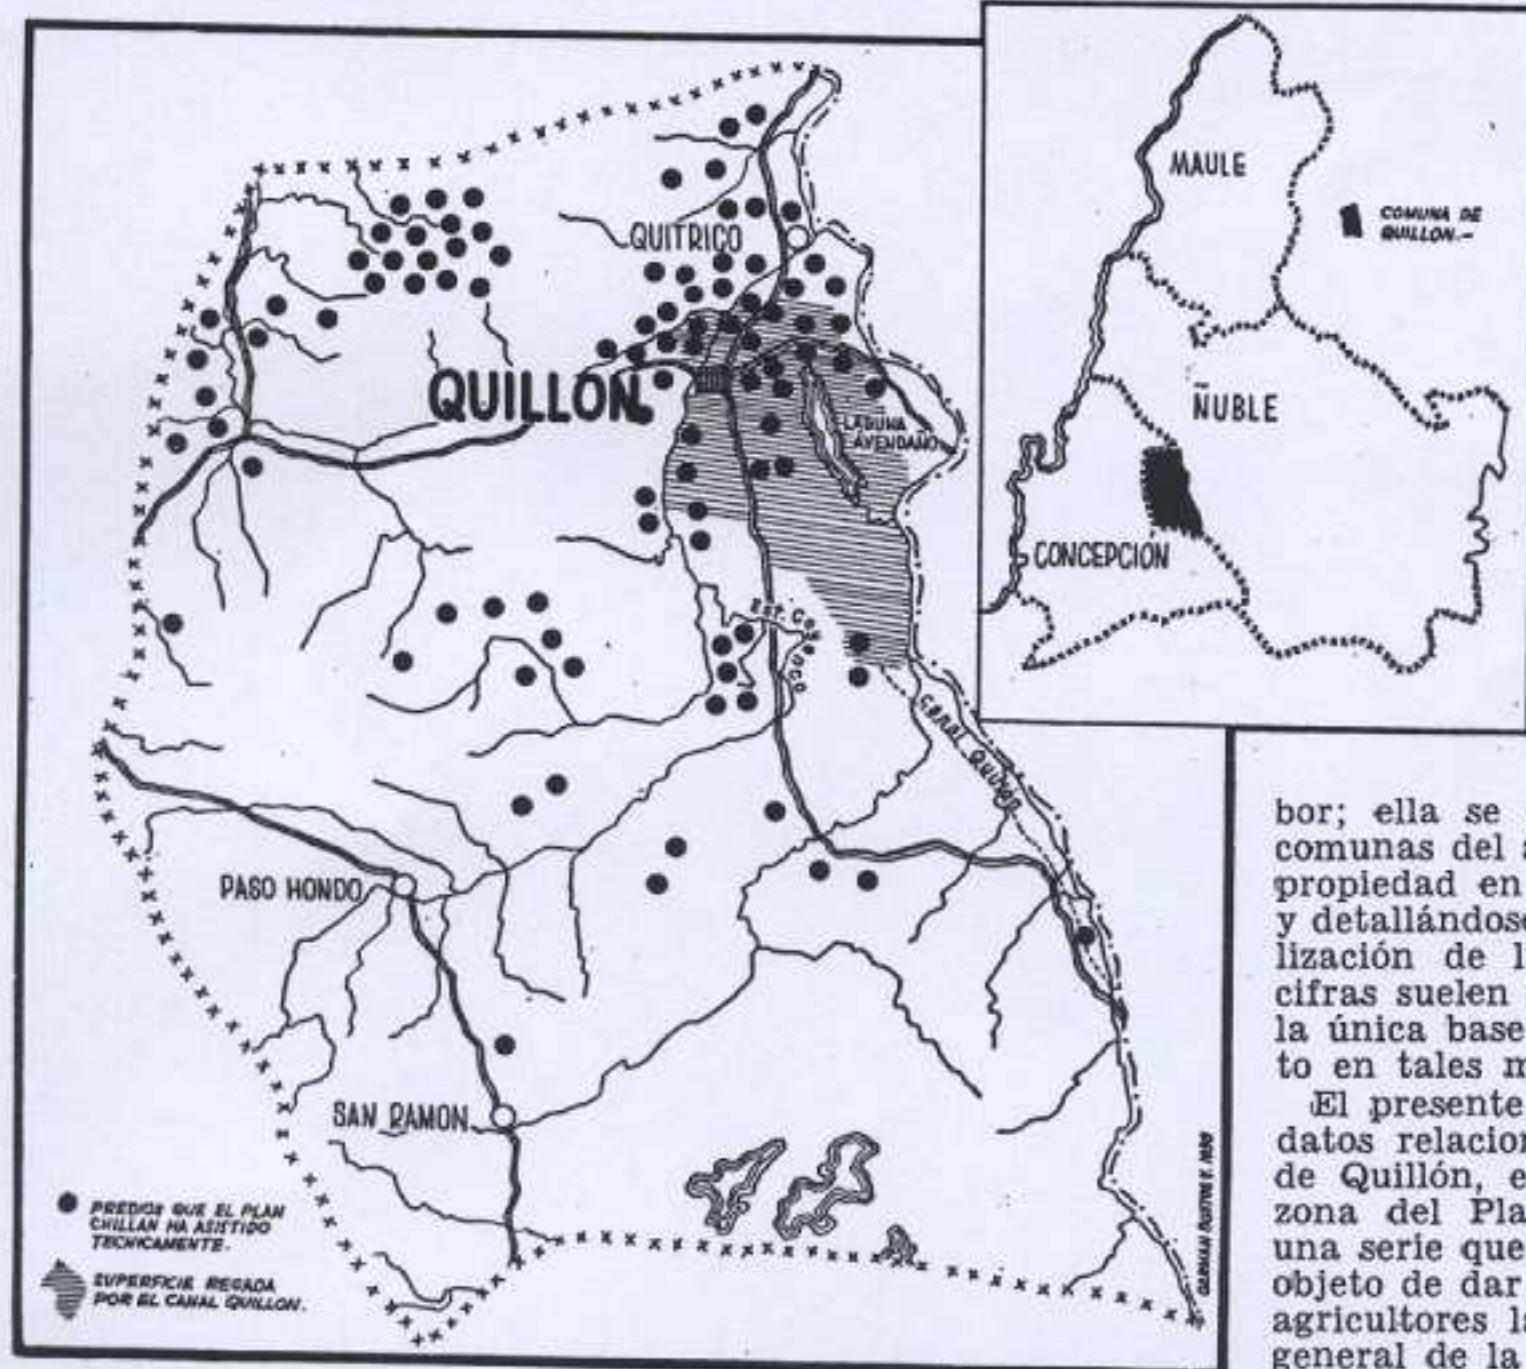 MAULE
COMUNA DE
QUILLON.-
ÑUBLE
CONCEPCION
QUITRICO
QUILLON
LAGUNA
AVENDAÑO
CANAL QUILLON
PASO HONDO
SAN RAMON
PREDIOS QUE EL PLAN
CHILLAN HA ASISTIDO
TECNICAMENTE.
SUPERFICIE REGADA
POR EL CANAL QUILLON.
GERMAN
bor; ella se
comunas del a
propiedad en
y detallándose
lización de l
cifras suelen
la única base
to en tales m
El presente
datos relacion
de Quillón, e
zona del Pla
una serie que
objeto de dar
agricultores la
general de la